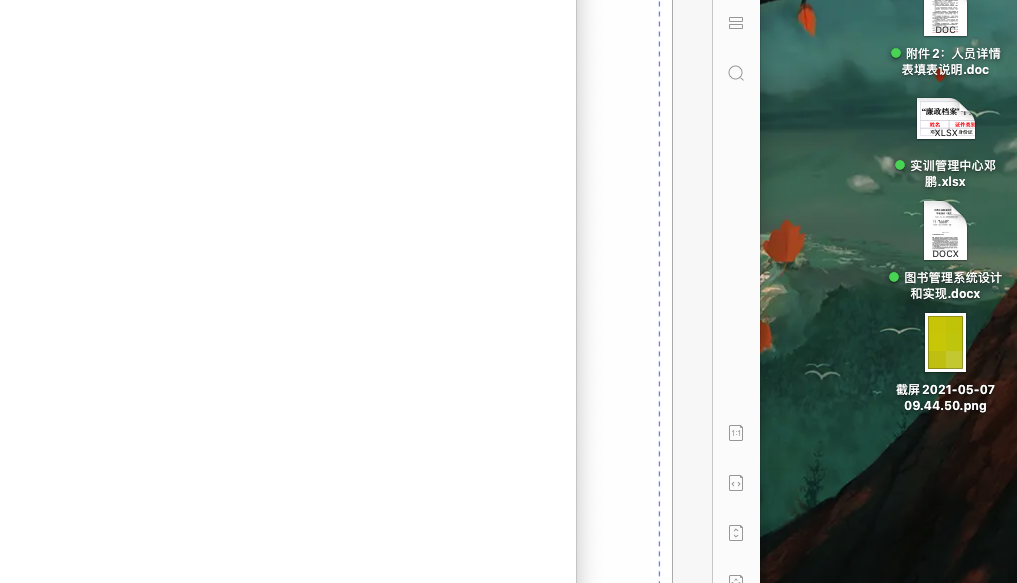 DOC
附件 2：人员详情
表填表说明.doc
“廉政档案”
姓名 证件类型
XLSX 身份证
实训管理中心邓
鹏.xlsx
DOCX
图书管理系统设计
和实现.docx
截屏 2021-05-07
09.44.50.png
1:1